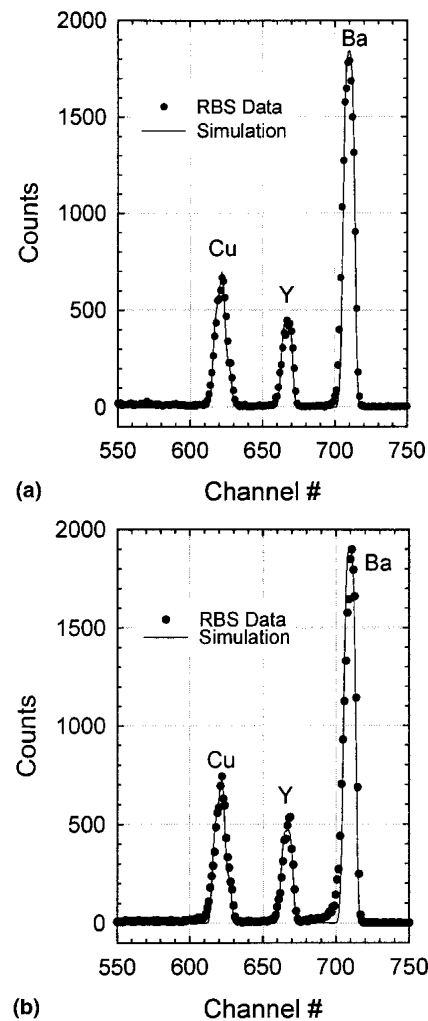 2000
Ba
RBS Data
Simulation
1500
1000
Cu
Y
500
0
Counts
550 600 650 700 750
(a)
Channel #
2000
Ba
RBS Data
Simulation
1500
1000
Cu
Y
500
0
Counts
550 600 650 700 750
(b)
Channel #